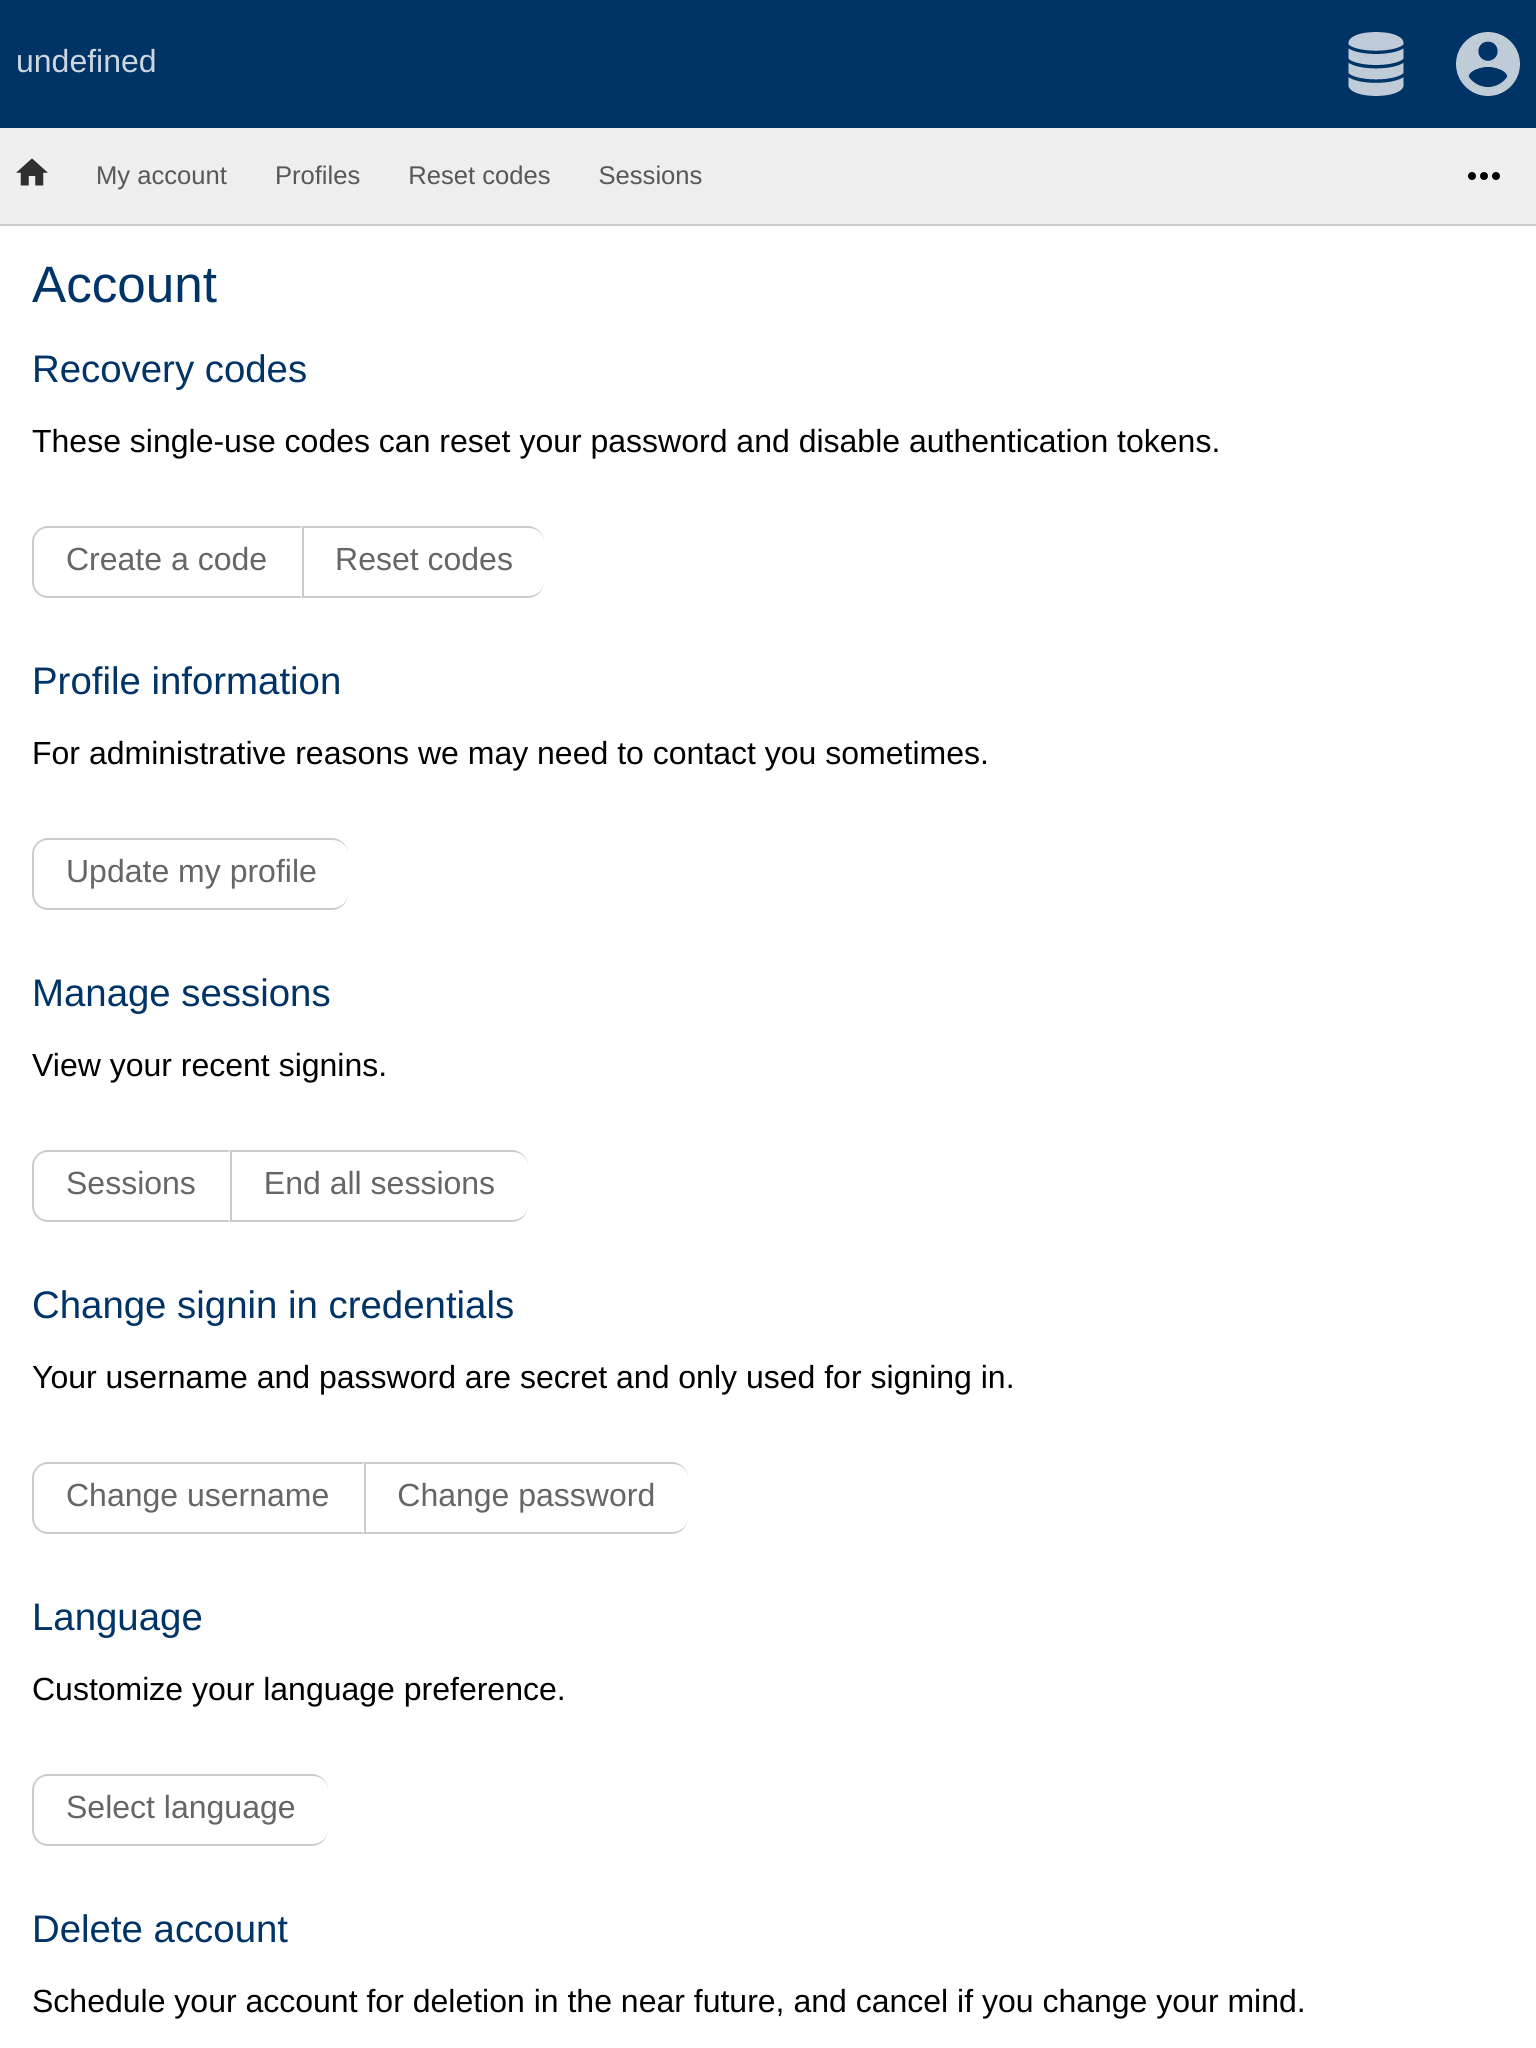 undefined
My account Profiles Reset codes Sessions
Account
Recovery codes
These single-use codes can reset your password and disable authentication tokens.
Create a code Reset codes
Profile information
For administrative reasons we may need to contact you sometimes.
Update my profile
Manage sessions
View your recent signins.
Sessions End all sessions
Change signin in credentials
Your username and password are secret and only used for signing in.
Change username Change password
Language
Customize your language preference.
Select language
Delete account
Schedule your account for deletion in the near future, and cancel if you change your mind.